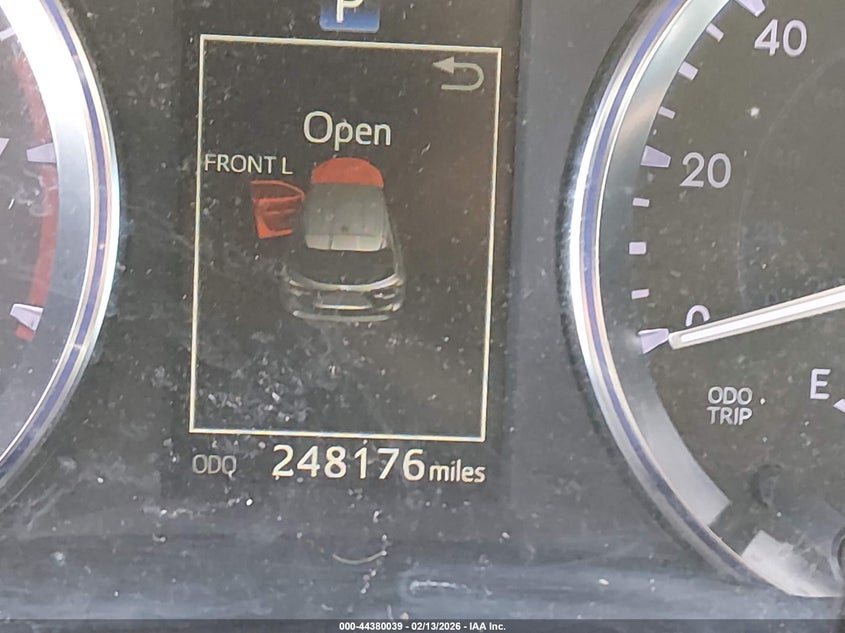 P
40
Open
FRONT L
20
0
E
ODO
TRIP
ODO 248176 miles
000-44380039 - 02/13/2026 - IAA Inc.